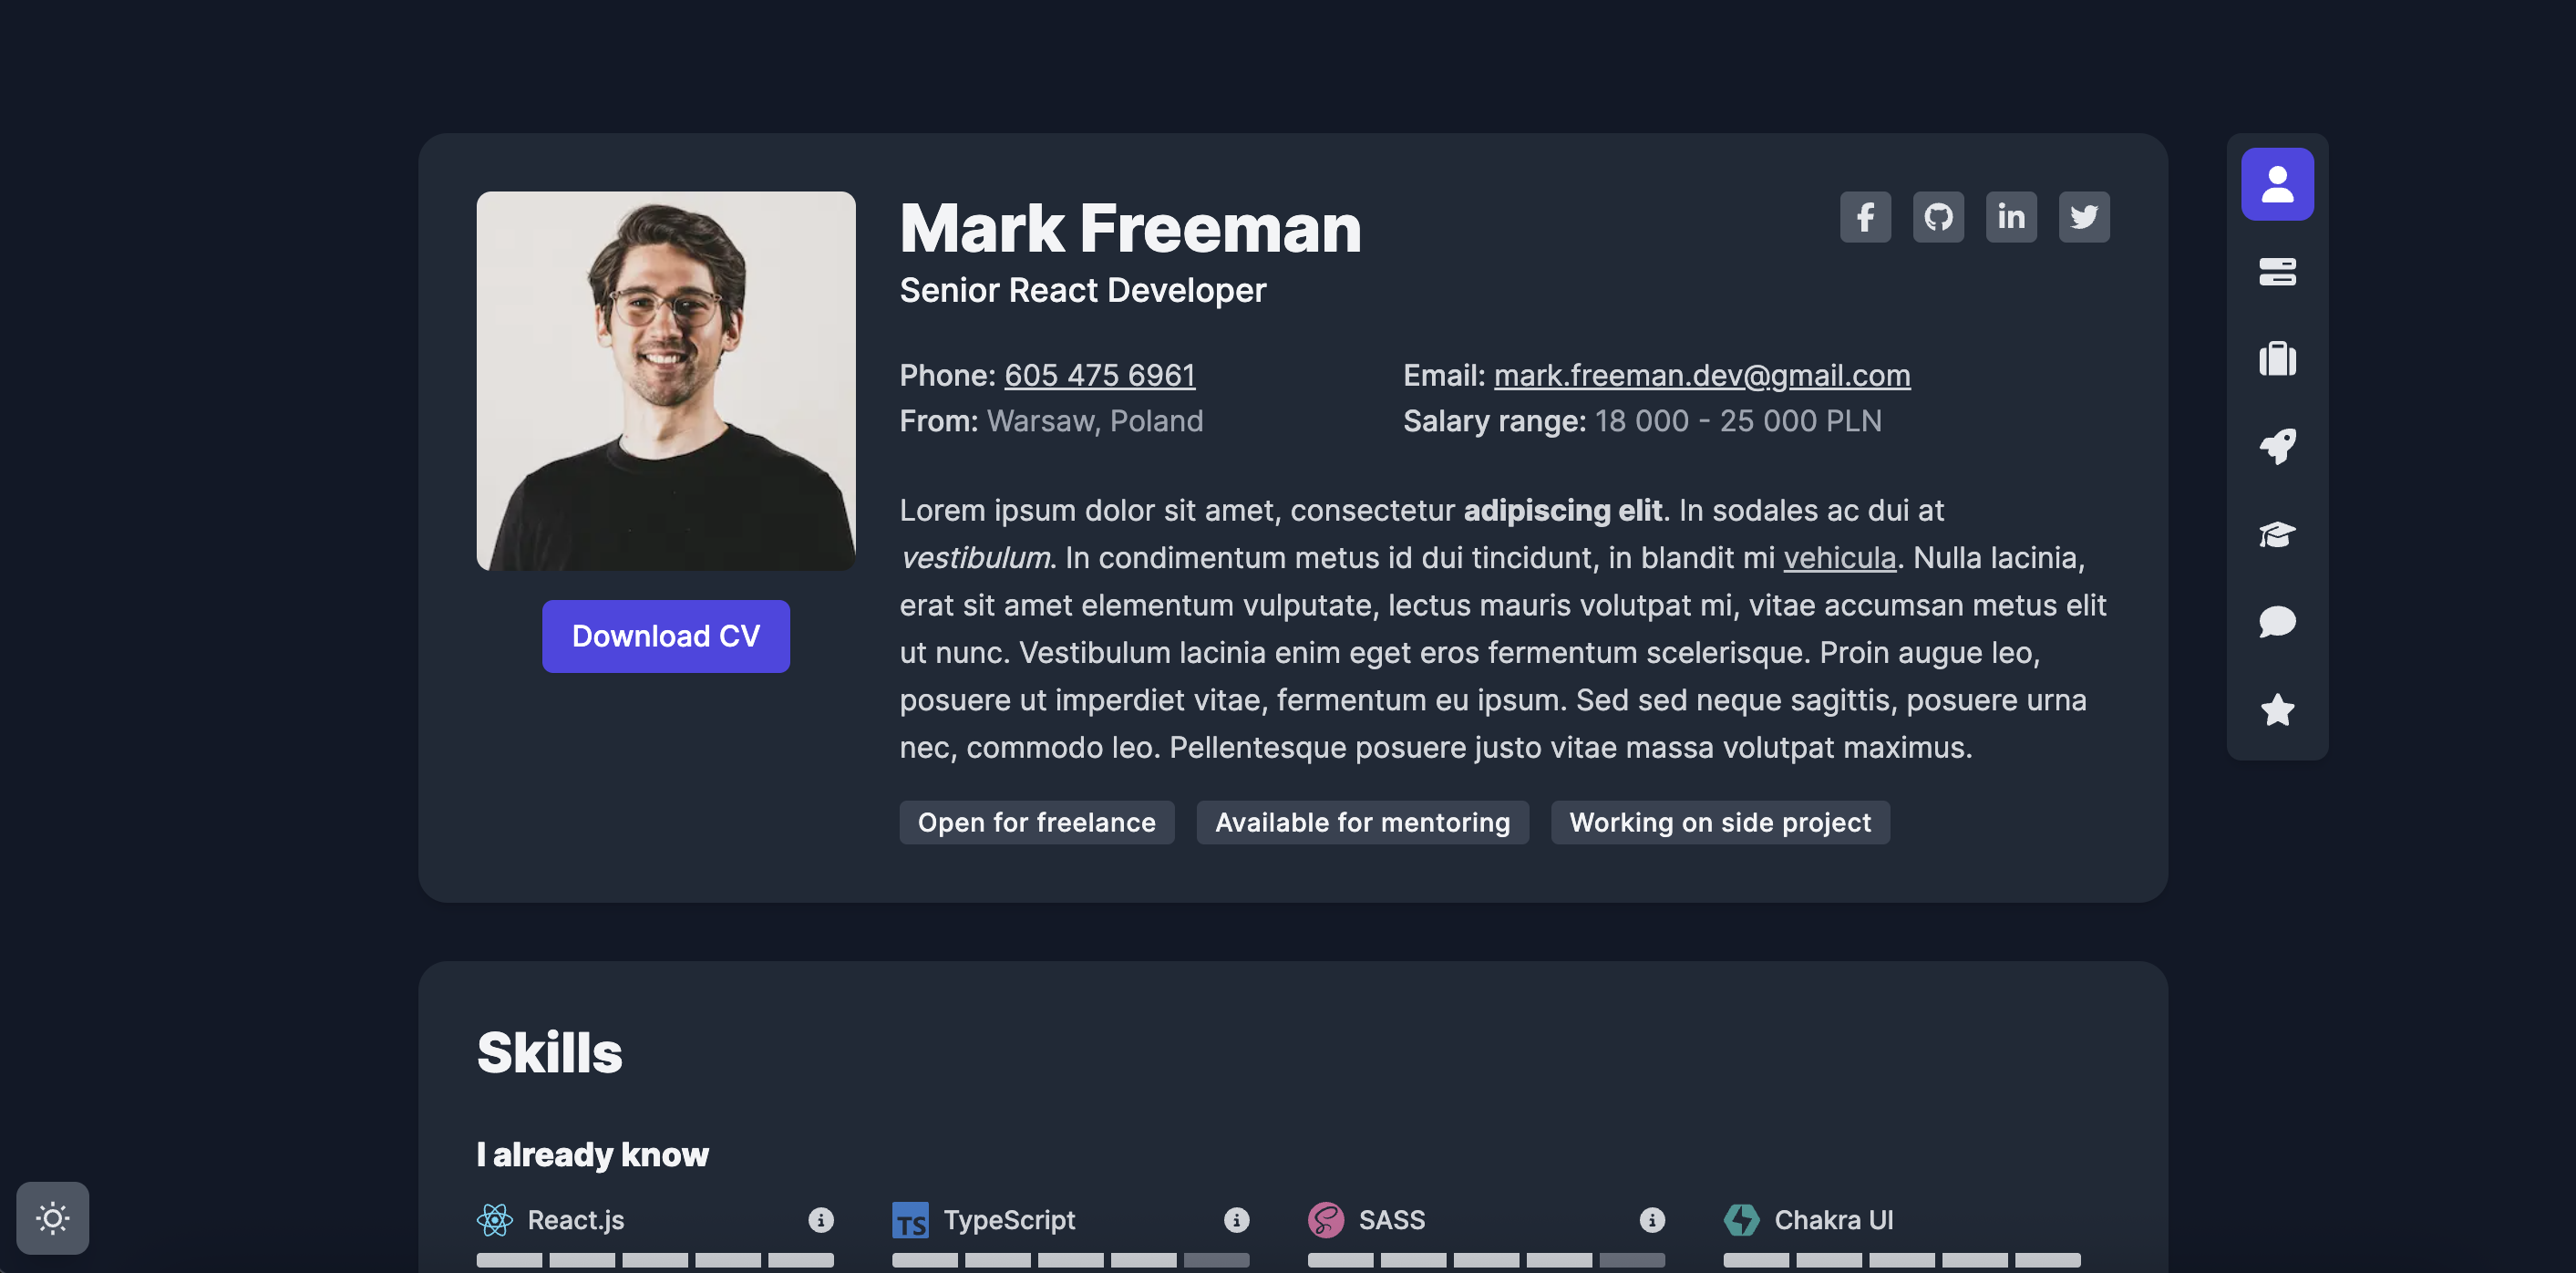 Mark Freeman
Senior React Developer
Phone: 605 475 6961
Email: mark.freeman.dev@gmail.com
From: Warsaw, Poland
Salary range: 18 000 - 25 000 PLN
Lorem ipsum dolor sit amet, consectetur adipiscing elit. In sodales ac dui at
vestibulum. In condimentum metus id dui tincidunt, in blandit mi vehicula. Nulla lacinia,
erat sit amet elementum vulputate, lectus mauris volutpat mi, vitae accumsan metus elit
ut nunc. Vestibulum lacinia enim eget eros fermentum scelerisque. Proin augue leo,
posuere ut imperdiet vitae, fermentum eu ipsum. Sed sed neque sagittis, posuere urna
nec, commodo leo. Pellentesque posuere justo vitae massa volutpat maximus.
Open for freelance
Available for mentoring
Working on side project
Download CV
Skills
I already know
React.js
TS TypeScript
SASS
Chakra UI